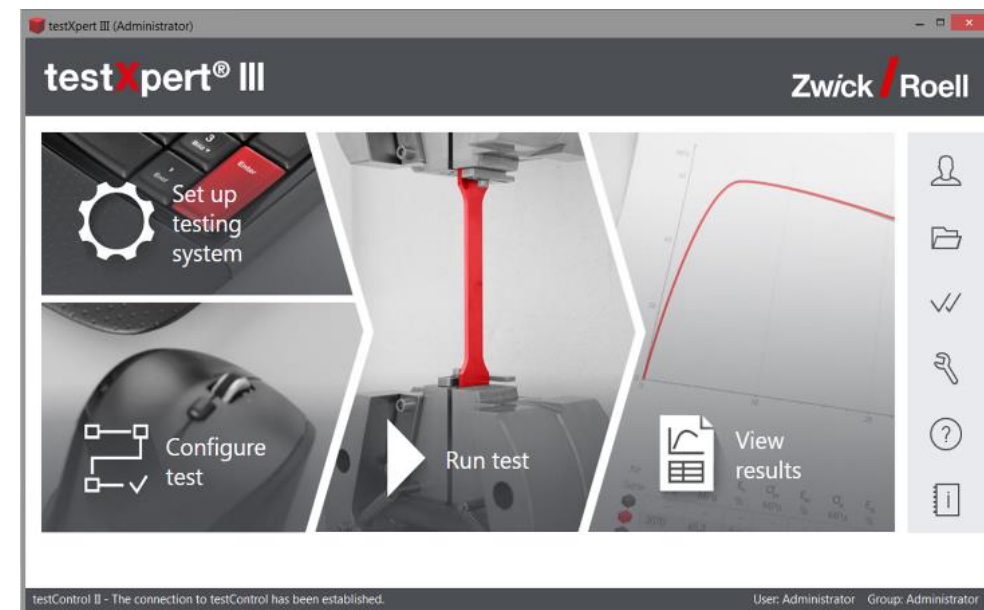 testXpert III (Administrator)
testXpert® III
Zwick / Roell
Set up
testing
system
Enter
Configure
test
Run test
View
results
testControl II - The connection to testControl has been established.
User: Administrator Group: Administrator